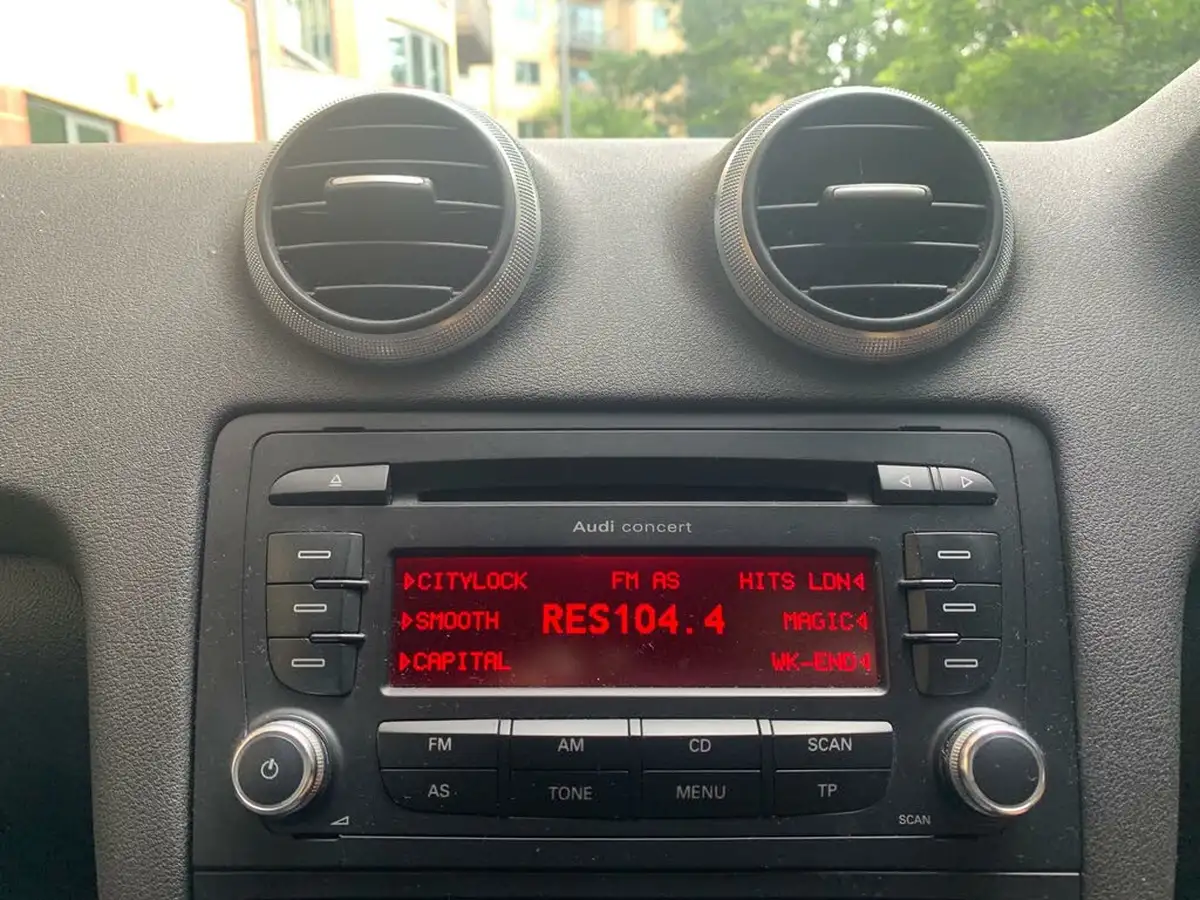 Audi concert
CITYLOCK FM AS HITS LDN
SMOOTH RES104.4 MAGIC
CAPITAL WK-END
FM AM CD SCAN
AS TONE MENU TP
SCAN